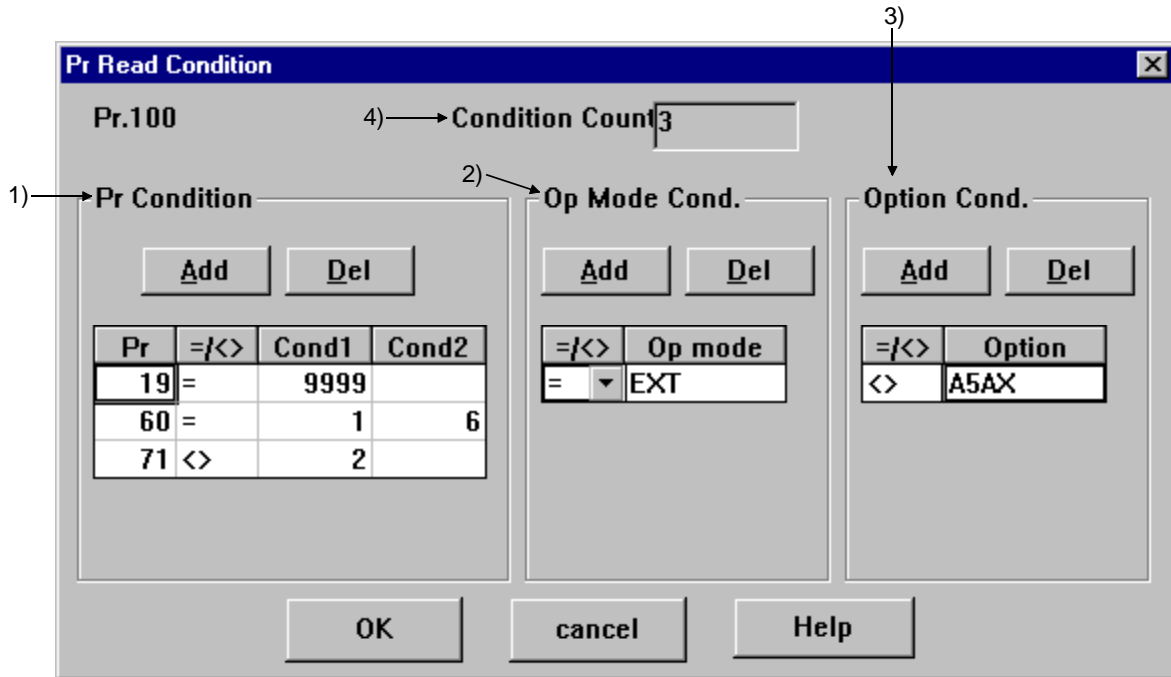 3)
Pr Read Condition
Pr.100 4) Condition Count 3
1) Pr Condition 2) Op Mode Cond. Option Cond.
Add Del Add Del Add Del
Pr =/<> Cond1 Cond2 =/<> Op mode =/<> Option
19 = 9999 = EXT <> A5AX
60 = 1 6
71 <> 2
OK cancel Help